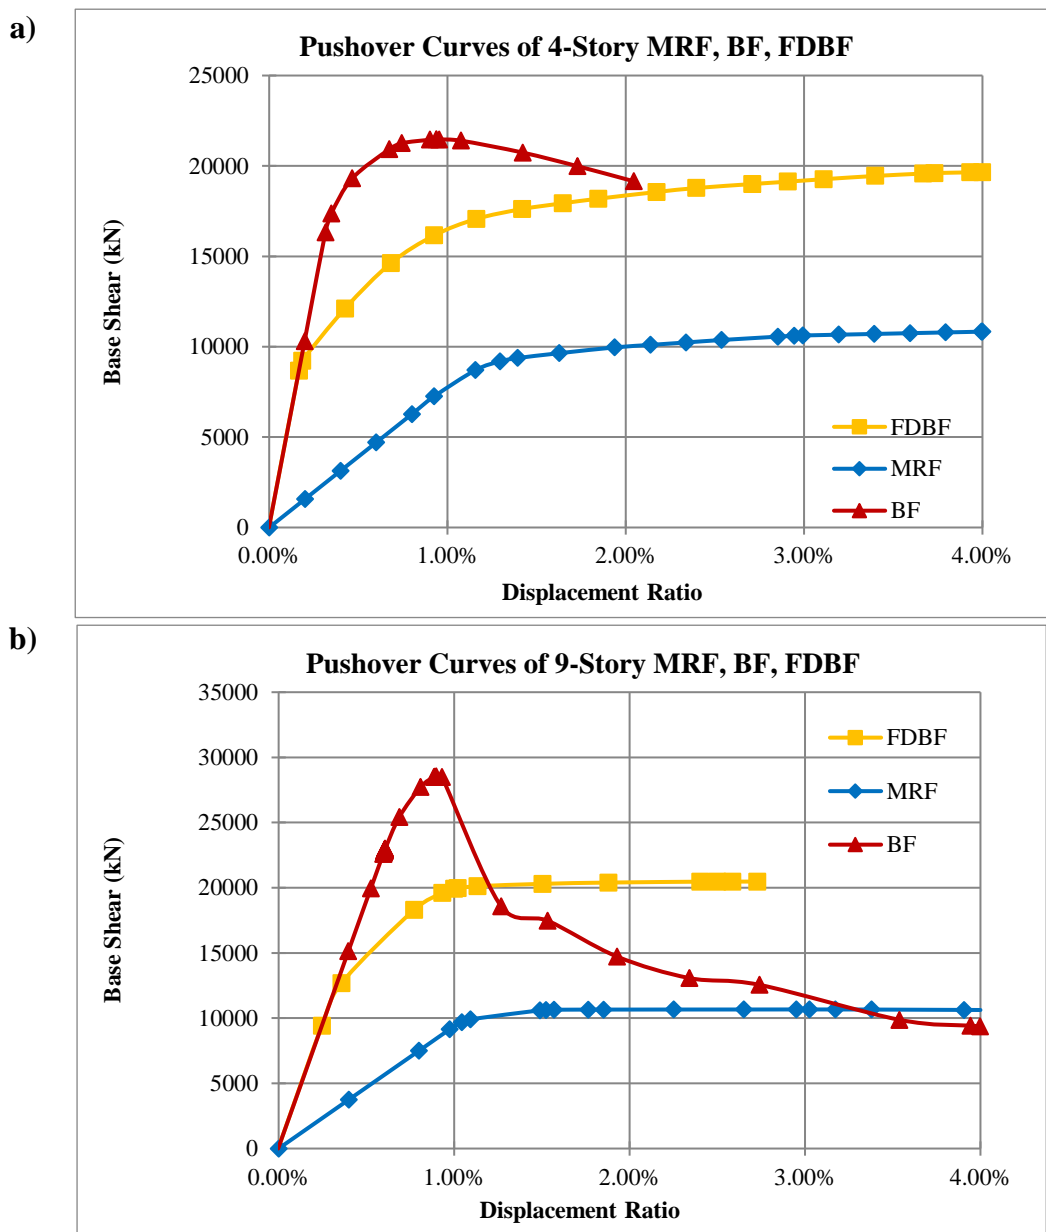 a)
Pushover Curves of 4-Story MRF, BF, FDBF
25000
20000
15000
10000
5000
0
Base Shear (kN)
FDBF
MRF
BF
0.00%
1.00%
2.00%
3.00%
4.00%
Displacement Ratio
b)
Pushover Curves of 9-Story MRF, BF, FDBF
35000
30000
25000
20000
15000
10000
5000
0
Base Shear (kN)
FDBF
MRF
BF
0.00%
1.00%
2.00%
3.00%
4.00%
Displacement Ratio